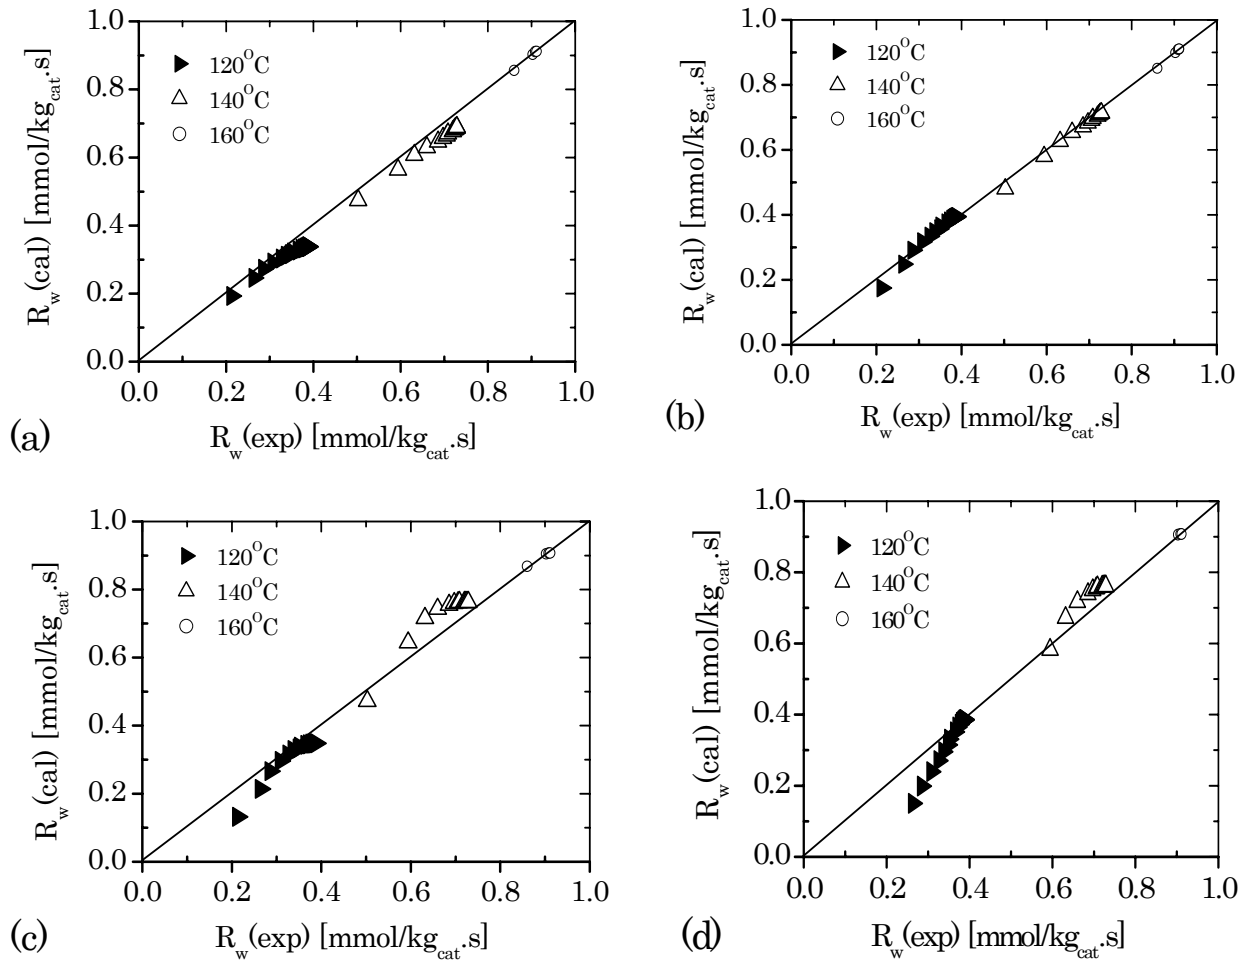 1.0
0.8
0.6
0.4
0.2
0.0
R_w(cal) [mmol/kg_cat.s]
120°C
140°C
160°C
0.0 0.2 0.4 0.6 0.8 1.0
(a) R_w(exp) [mmol/kg_cat.s]
1.0
0.8
0.6
0.4
0.2
0.0
R_w(cal) [mmol/kg_cat.s]
120°C
140°C
160°C
0.0 0.2 0.4 0.6 0.8 1.0
(b) R_w(exp) [mmol/kg_cat.s]
1.0
0.8
0.6
0.4
0.2
0.0
R_w(cal) [mmol/kg_cat.s]
120°C
140°C
160°C
0.0 0.2 0.4 0.6 0.8 1.0
(c) R_w(exp) [mmol/kg_cat.s]
1.0
0.8
0.6
0.4
0.2
0.0
R_w(cal) [mmol/kg_cat.s]
120°C
140°C
160°C
0.0 0.2 0.4 0.6 0.8 1.0
(d) R_w(exp) [mmol/kg_cat.s]